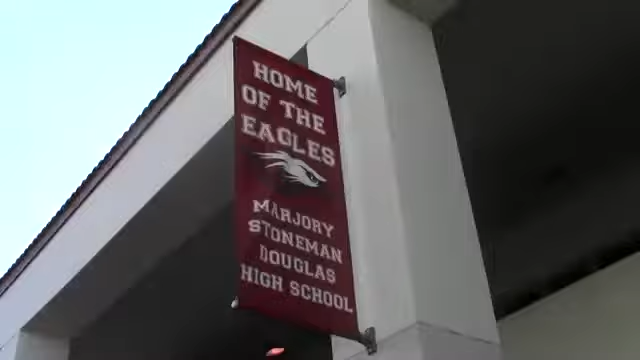 HOME
OF THE
EAGLES
MARJORY
STONEMAN
DOUGLAS
HIGH SCHOOL